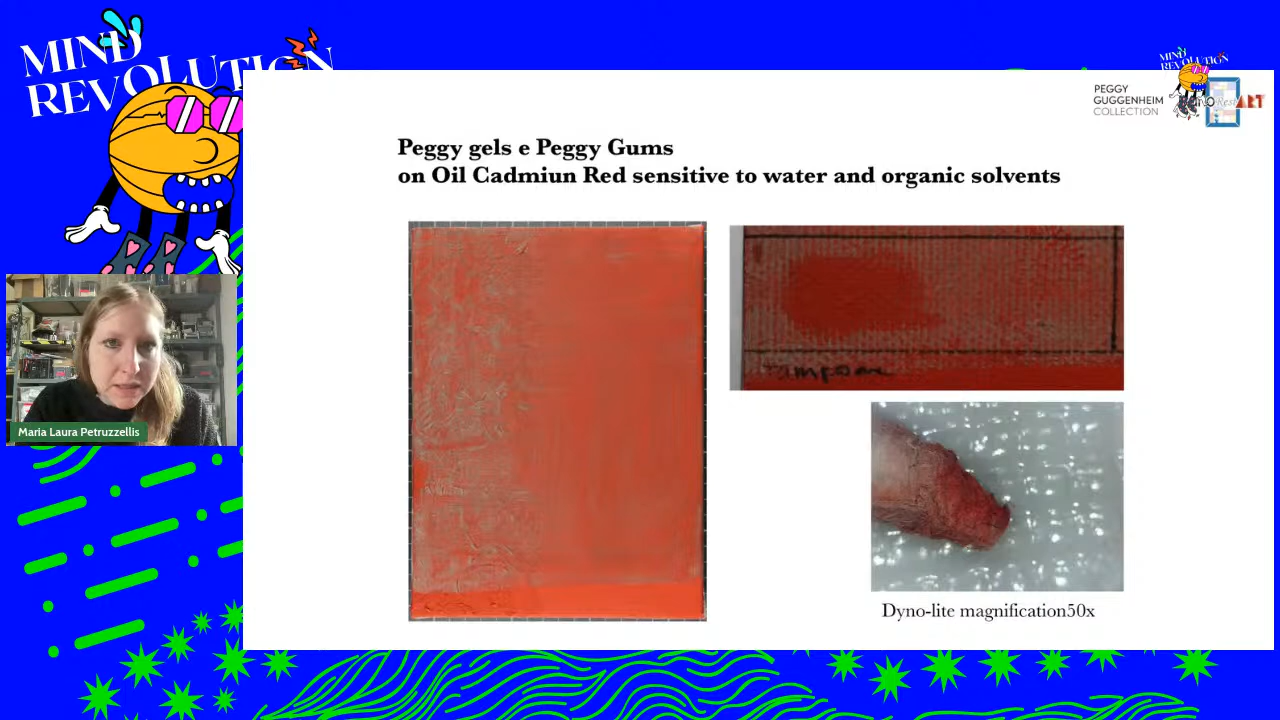 MIND
REVOLUTION
MIND
REVOLUTION
PEGGY
GUGGENHEIM
COLLECTION
Peggy gels e Peggy Gums
on Oil Cadmiun Red sensitive to water and organic solvents
Maria Laura Petruzzellis
Dyno-lite magnification50x